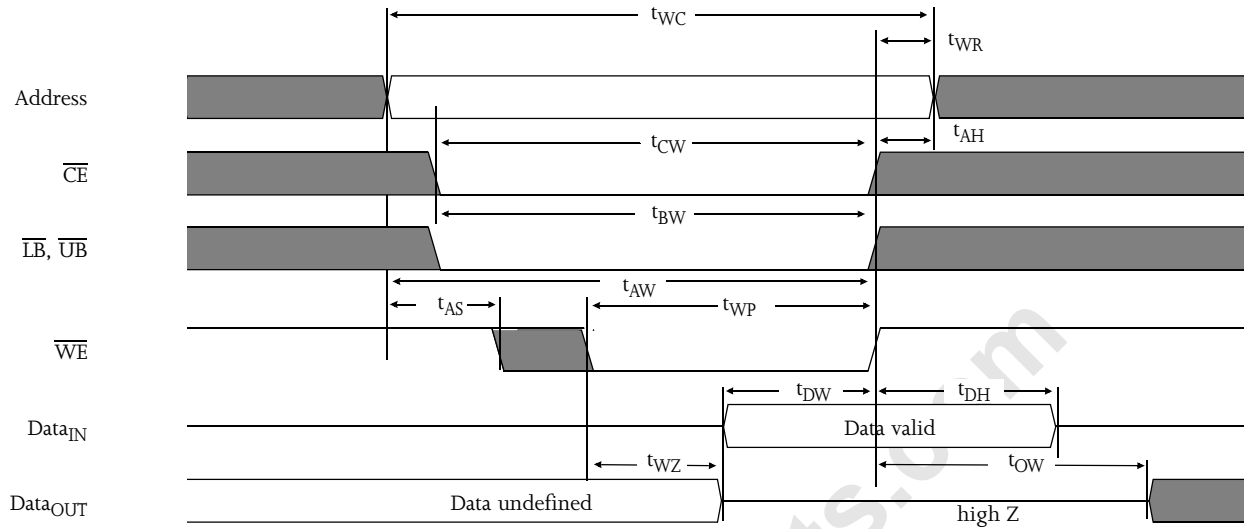 tWC
tWR
Address
tCW
tAH
CE
tBW
LB, UB
tAW
tAS
tWP
WE
tDW
tDH
DataIN
Data valid
tWZ
tOW
DataOUT
Data undefined
high Z